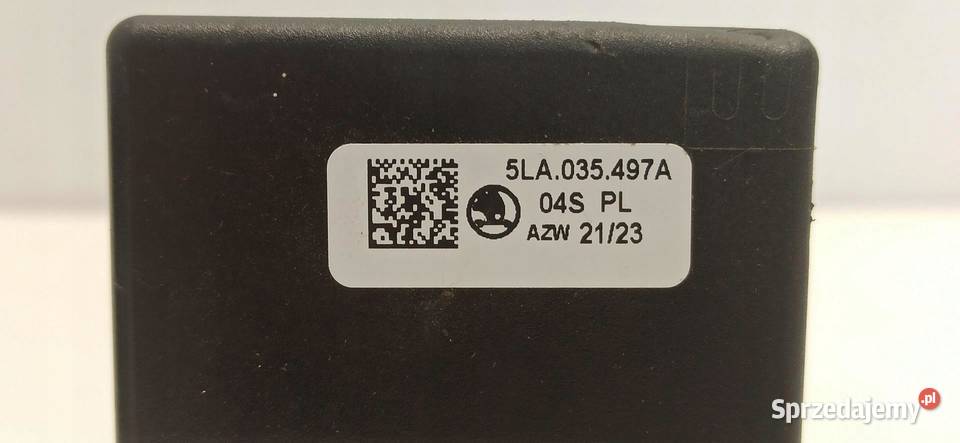 5LA.035.497A
04S PL
AZW 21/23
Sprzedajemy.pl